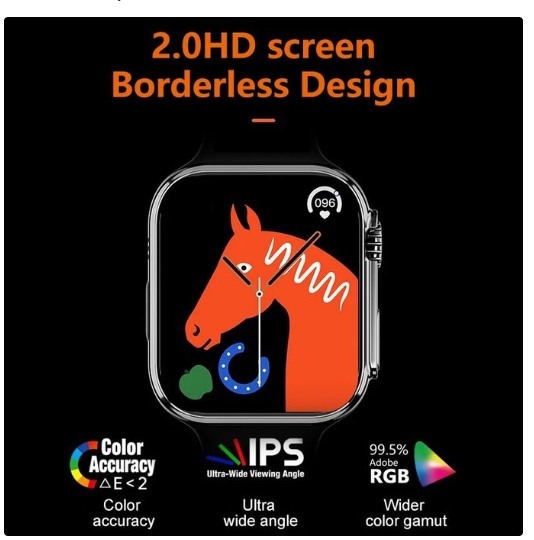 2.0HD screen
Borderless Design
096
Color
Accuracy
△E<2
Color
accuracy
IPS
Ultra-Wide Viewing Angle
Ultra
wide angle
99.5%
Adobe
RGB
Wider
color gamut